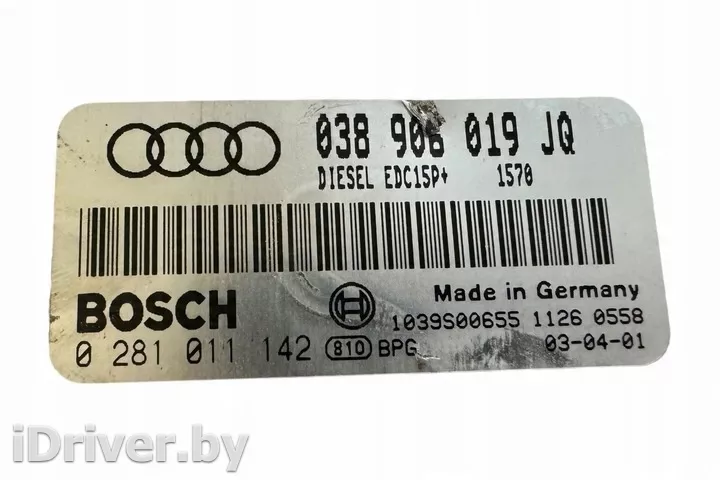 038 906 019 JQ
DIESEL EDC15P+ 1570
BOSCH
Made in Germany
1039S00655 1126 0558
0 281 011 142 810 BPG 03-04-01
iDriver.by